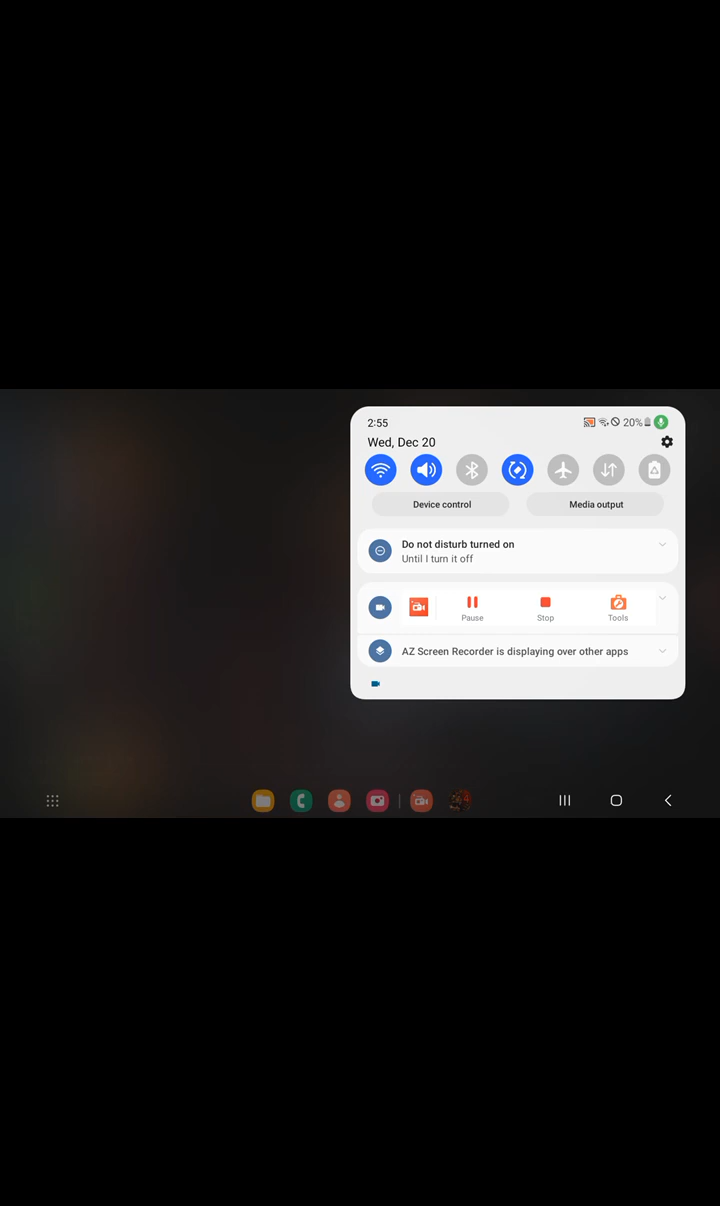 2:55
20%
Wed, Dec 20
Device control
Media output
Do not disturb turned on
Until I turn it off
Pause
Stop
Tools
AZ Screen Recorder is displaying over other apps